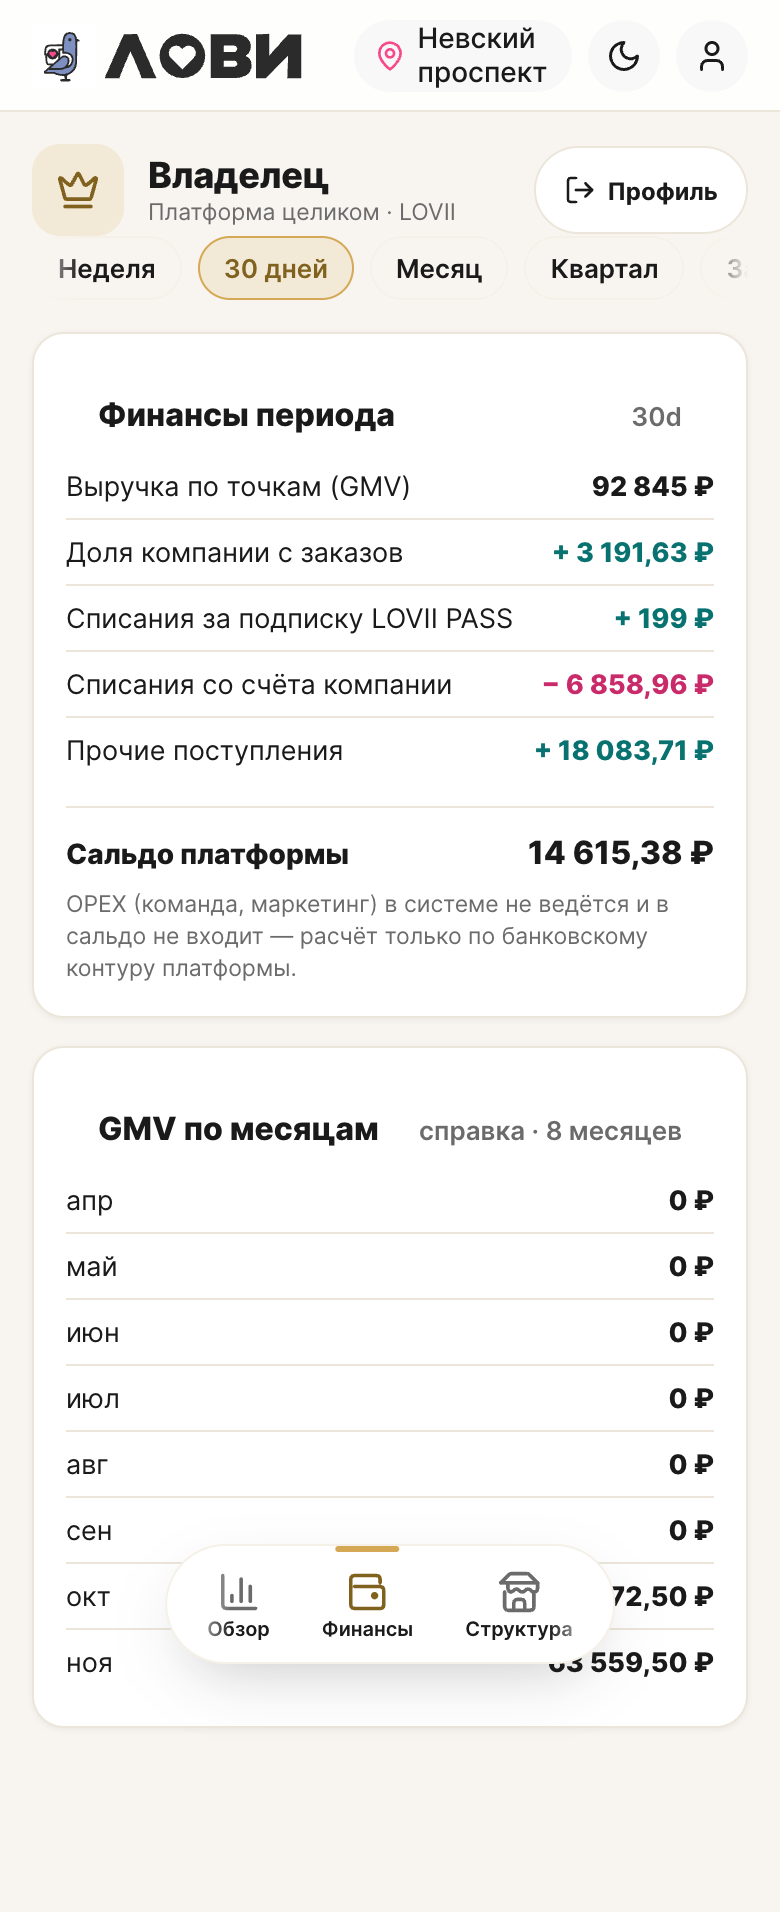 ЛОВИ
Невский
проспект
Владелец
Платформа целиком · LOVII
Профиль
Неделя
30 дней
Месяц
Квартал
Финансы периода
30d
Выручка по точкам (GMV)
92 845 ₽
Доля компании с заказов
+ 3 191,63 ₽
Списания за подписку LOVII PASS
+ 199 ₽
Списания со счёта компании
− 6 858,96 ₽
Прочие поступления
+ 18 083,71 ₽
Сальдо платформы
14 615,38 ₽
OPEX (команда, маркетинг) в системе не ведётся и в
сальдо не входит — расчёт только по банковскому
контуру платформы.
GMV по месяцам
справка · 8 месяцев
апр
0 ₽
май
0 ₽
июн
0 ₽
июл
0 ₽
авг
0 ₽
сен
0 ₽
окт
72,50 ₽
ноя
559,50 ₽
Обзор
Финансы
Структура